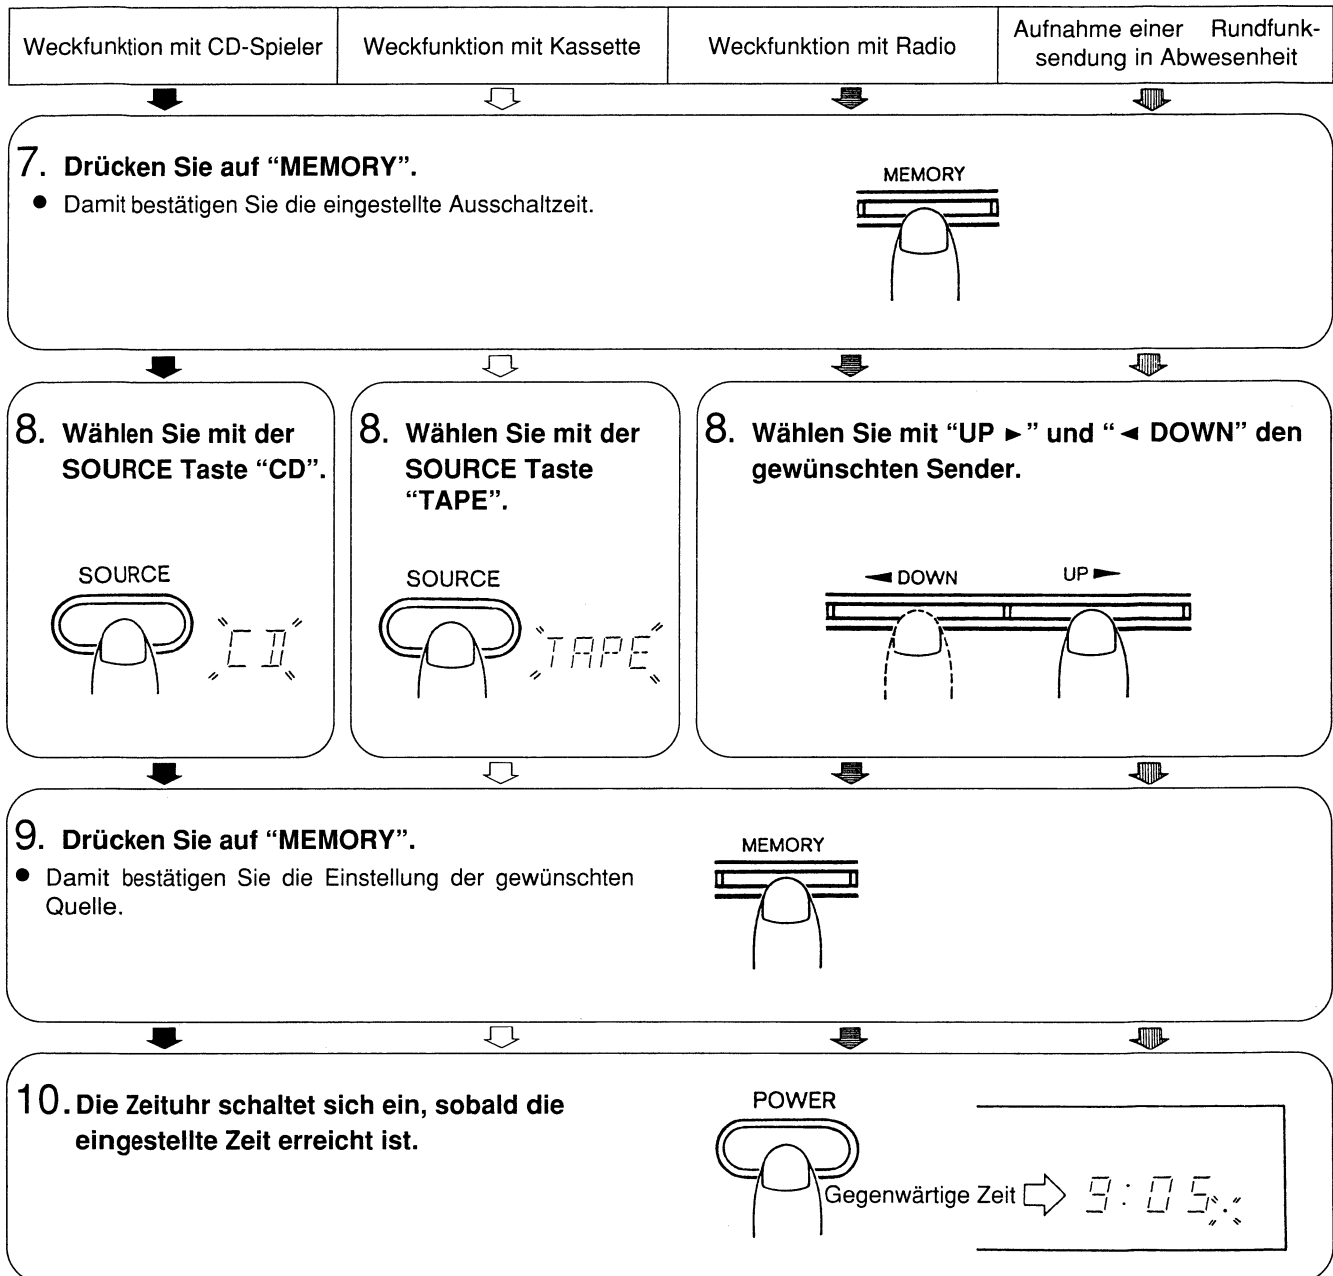 Weckfunktion mit CD-Spieler
Weckfunktion mit Kassette
Weckfunktion mit Radio
Aufnahme einer Rundfunk-
sendung in Abwesenheit
7. Drücken Sie auf “MEMORY”.
● Damit bestätigen Sie die eingestellte Ausschaltzeit.
MEMORY
8. Wählen Sie mit der
SOURCE Taste “CD”.
SOURCE
CD
8. Wählen Sie mit der
SOURCE Taste
“TAPE”.
SOURCE
TAPE
8. Wählen Sie mit “UP ►” und “◄ DOWN” den
gewünschten Sender.
◄ DOWN UP ►
9. Drücken Sie auf “MEMORY”.
● Damit bestätigen Sie die Einstellung der gewünschten
Quelle.
MEMORY
10. Die Zeituhr schaltet sich ein, sobald die
eingestellte Zeit erreicht ist.
POWER
Gegenwärtige Zeit 9:05.